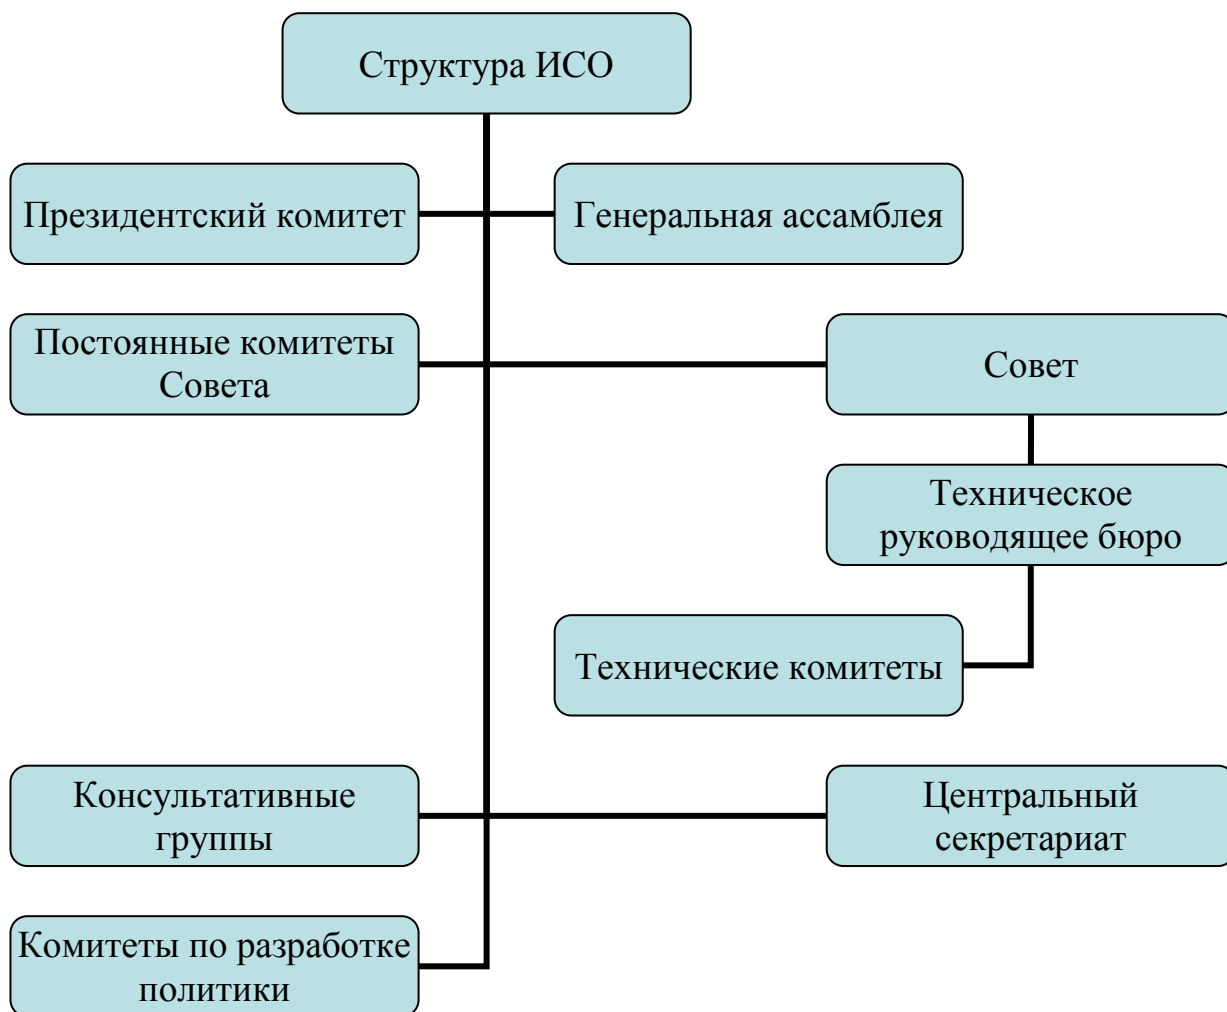 Структура ИСО
Президентский комитет
Генеральная ассамблея
Постоянные комитеты
Совета
Совет
Техническое
руководящее бюро
Технические комитеты
Консультативные
группы
Центральный
секретариат
Комитеты по разработке
политики